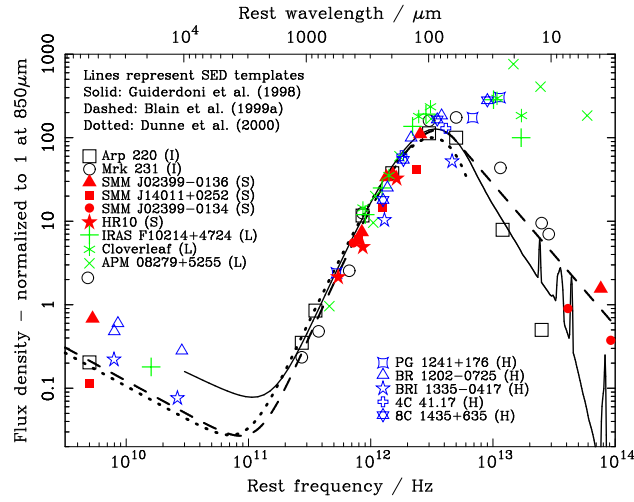 Rest wavelength / μm
10⁴ 1000 100 10
1000
100
10
1
0.1
Flux density – normalized to 1 at 850μm
Lines represent SED templates
Solid: Guiderdoni et al. (1998)
Dashed: Blain et al. (1999a)
Dotted: Dunne et al. (2000)
Arp 220 (I)
Mrk 231 (I)
SMM J02399-0136 (S)
SMM J14011+0252 (S)
SMM J02399-0134 (S)
HR10 (S)
IRAS F10214+4724 (L)
Cloverleaf (L)
APM 08279+5255 (L)
PG 1241+176 (H)
BR 1202-0725 (H)
BRI 1335-0417 (H)
4C 41.17 (H)
8C 1435+635 (H)
10¹⁰ 10¹¹ 10¹² 10¹³ 10¹⁴
Rest frequency / Hz